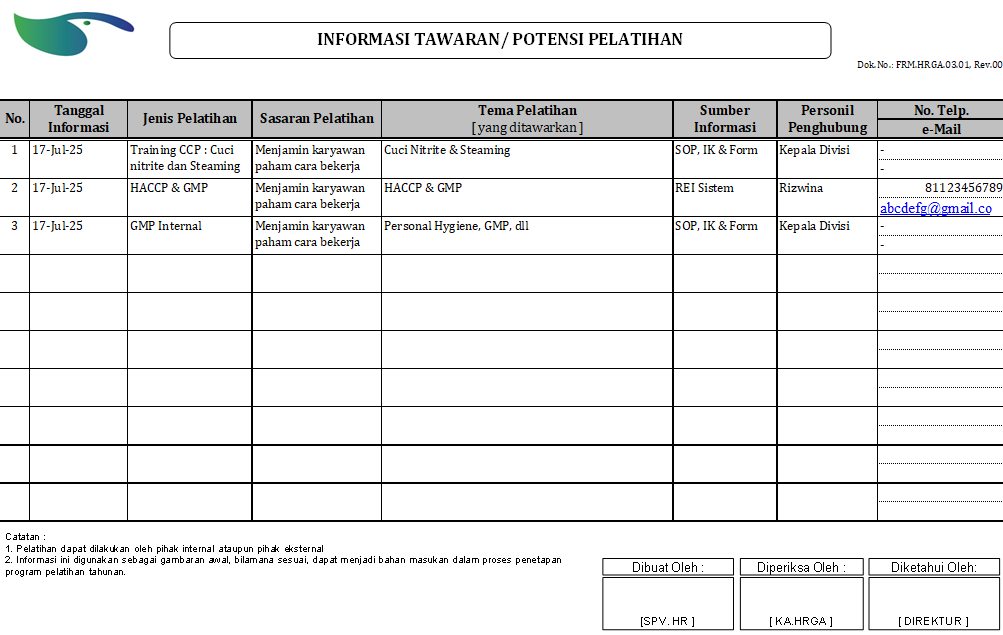 INFORMASI TAWARAN / POTENSI PELATIHAN
Dok.No.: FRM.HRGA.03.01, Rev.00
No. Tanggal Informasi Jenis Pelatihan Sasaran Pelatihan Tema Pelatihan [ yang ditawarkan ] Sumber Informasi Personil Penghubung No. Telp. e-Mail
1 17-Jul-25 Training CCP : Cuci nitrite dan Steaming Menjamin karyawan paham cara bekerja Cuci Nitrite & Steaming SOP, IK & Form Kepala Divisi -
-
2 17-Jul-25 HACCP & GMP Menjamin karyawan paham cara bekerja HACCP & GMP REI Sistem Rizwina 81123456789
abcdefg@gmail.co
3 17-Jul-25 GMP Internal Menjamin karyawan paham cara bekerja Personal Hygiene, GMP, dll SOP, IK & Form Kepala Divisi -
-
Catatan :
1. Pelatihan dapat dilakukan oleh pihak internal ataupun pihak eksternal
2. Informasi ini digunakan sebagai gambaran awal, bilamana sesuai, dapat menjadi bahan masukan dalam proses penetapan
program pelatihan tahunan.
Dibuat Oleh : Diperiksa Oleh : Diketahui Oleh:
[SPV. HR ] [ KA.HRGA ] [ DIREKTUR ]